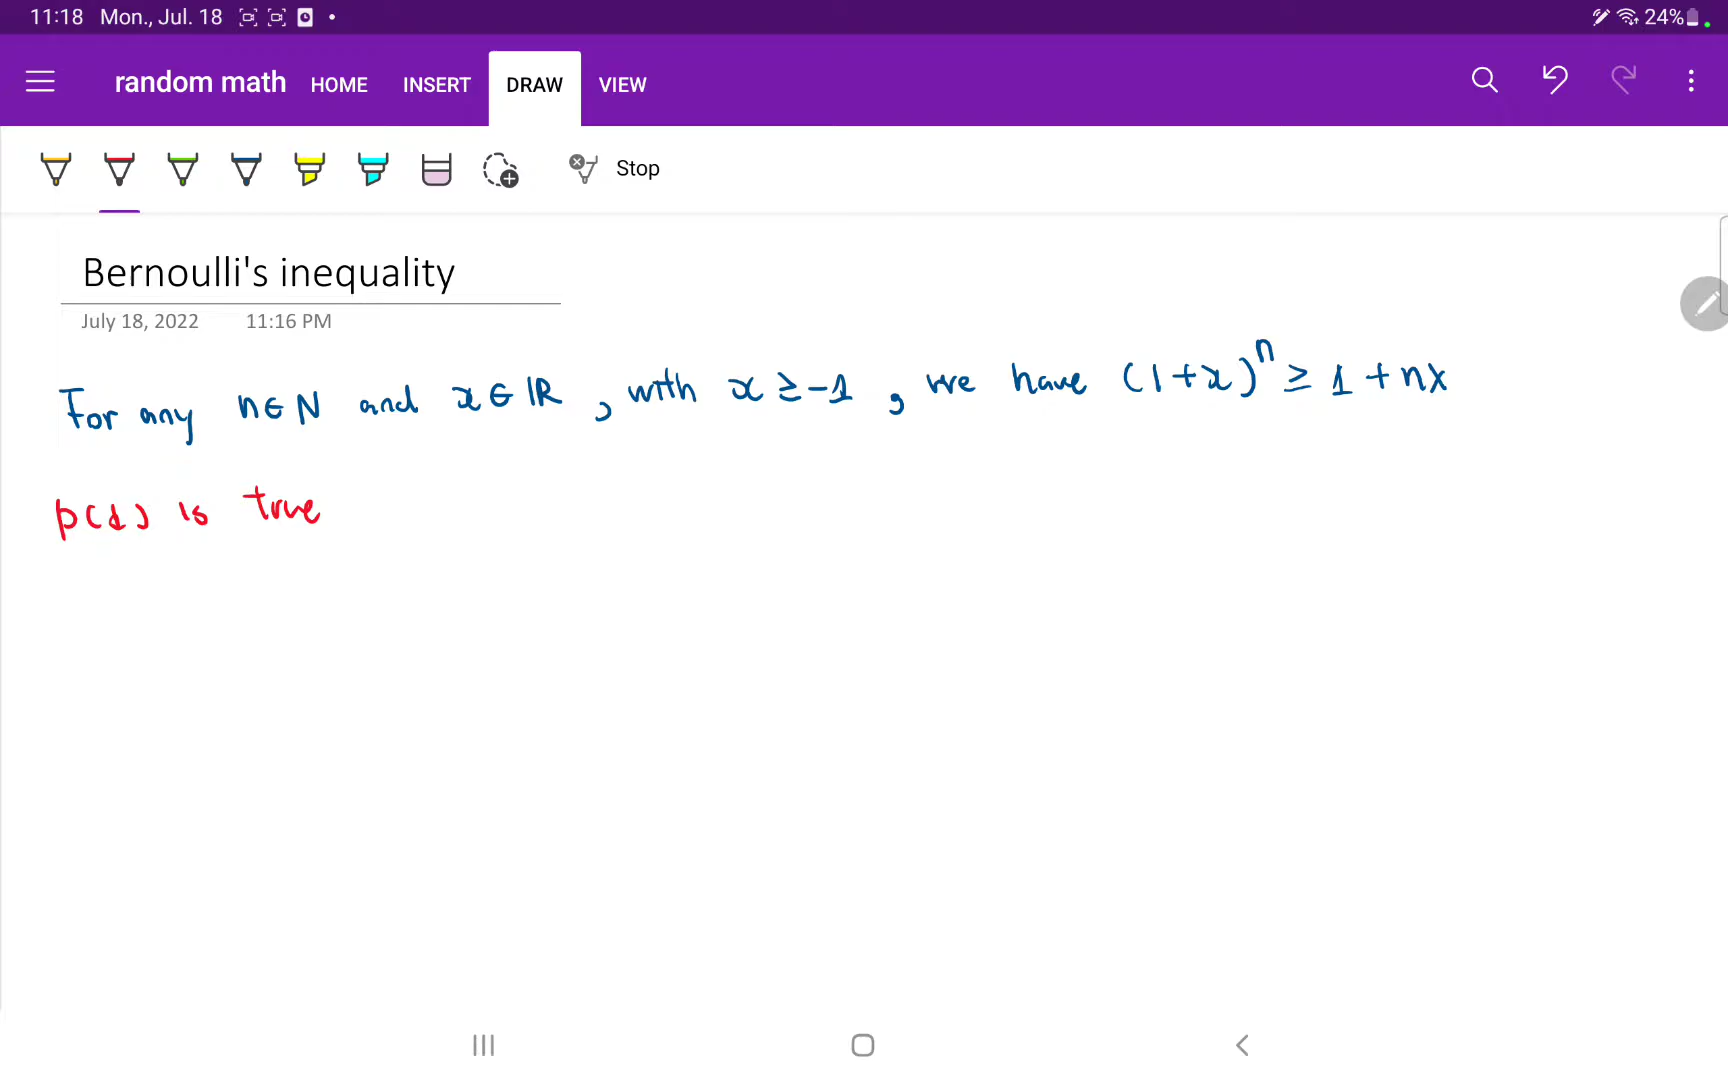 11:18 Mon., Jul. 18 24%
random math HOME INSERT DRAW VIEW
Stop
Bernoulli's inequality
July 18, 2022 11:16 PM
For any n∈N and x∈ℝ, with x ≥ -1, we have (1+x)ⁿ ≥ 1 + nx
p(1) is true